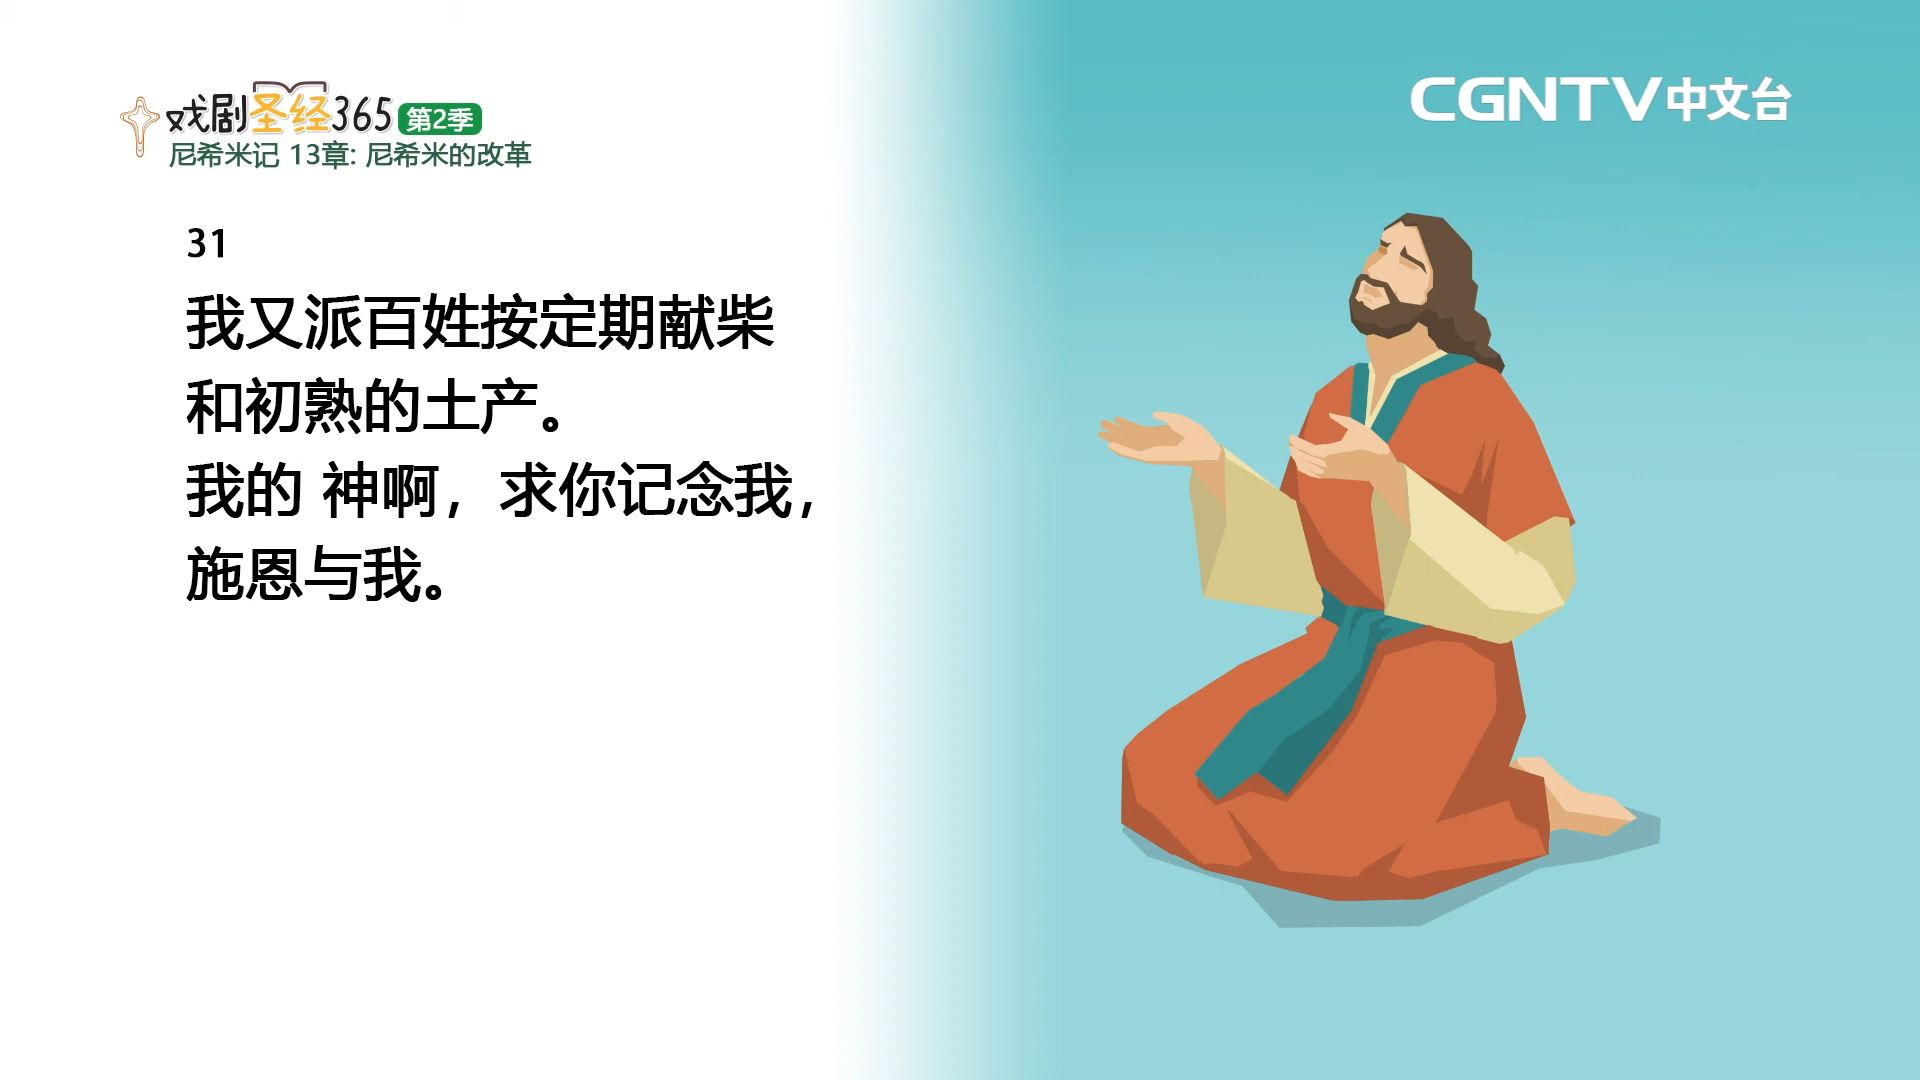 戏剧圣经365 第2季
尼希米记 13章: 尼希米的改革
CGNTV中文台
31
我又派百姓按定期献柴
和初熟的土产。
我的 神啊，求你记念我，
施恩与我。